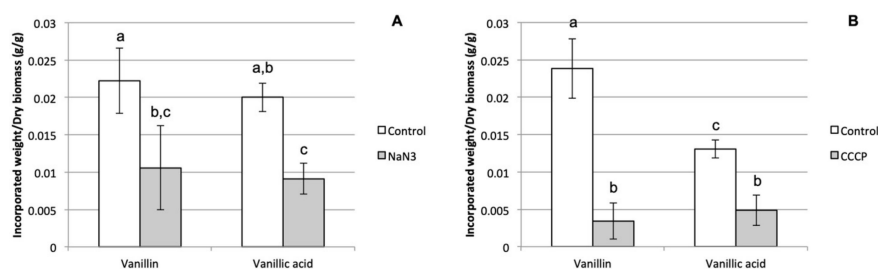 A
Incorporated weight/Dry biomass (g/g)
0.03
0.025
0.02
0.015
0.01
0.005
0
a
b,c
a,b
c
Vanillin
Vanillic acid
Control
NaN3
B
Incorporated weight/Dry biomass (g/g)
0.03
0.025
0.02
0.015
0.01
0.005
0
a
b
c
b
Vanillin
Vanillic acid
Control
CCCP